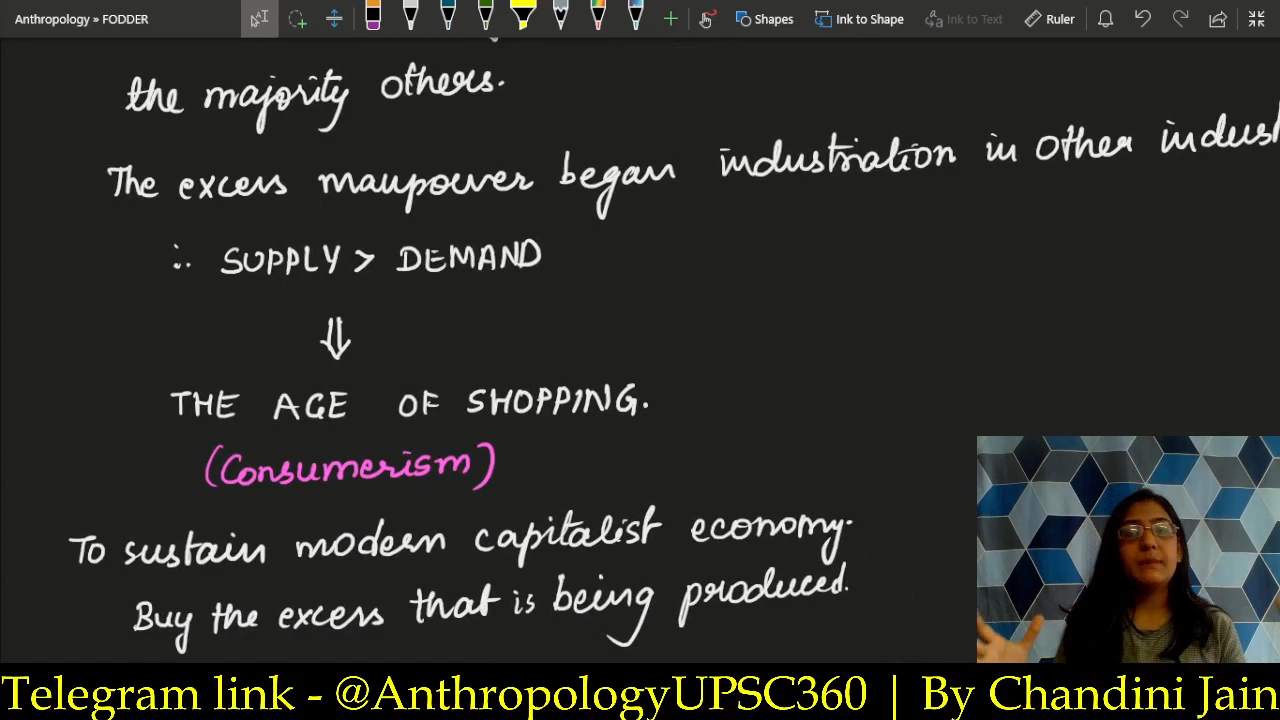 Anthropology » FODDER
Shapes
Ink to Shape
Ink to Text
Ruler
the majority others.
The excess manpower began industriation in other indust
∴ SUPPLY > DEMAND
⇓
THE AGE OF SHOPPING.
(Consumerism)
To sustain modern capitalist economy.
Buy the excess that is being produced.
Telegram link - @AnthropologyUPSC360 | By Chandini Jain